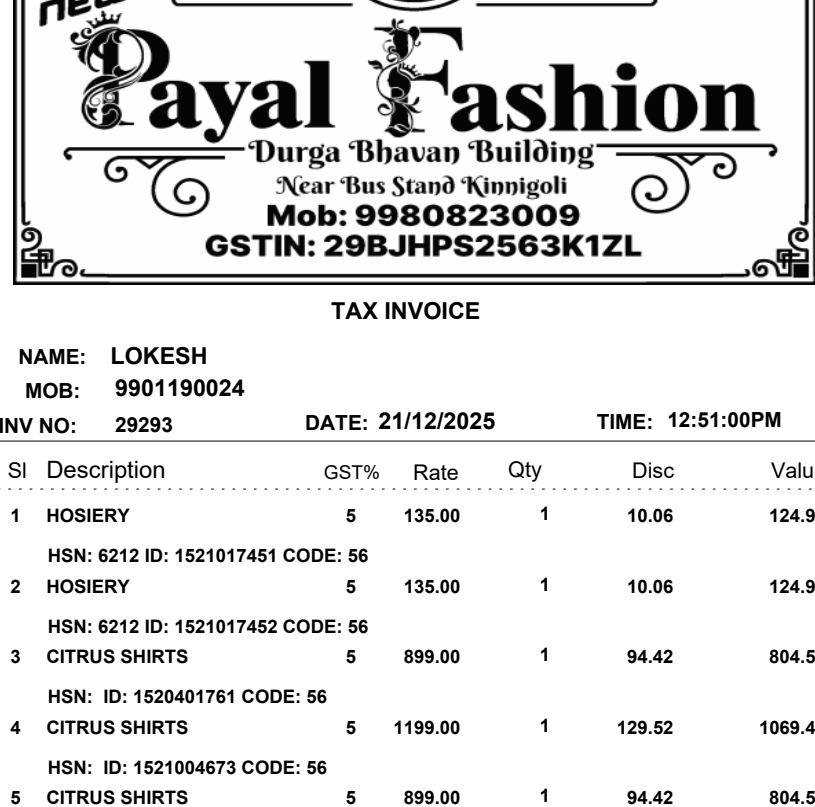 new
Payal Fashion
Durga Bhavan Building
Near Bus Stand Kinnigoli
Mob: 9980823009
GSTIN: 29BJHPS2563K1ZL
TAX INVOICE
NAME: LOKESH
MOB: 9901190024
INV NO: 29293 DATE: 21/12/2025 TIME: 12:51:00PM
Sl Description GST% Rate Qty Disc Valu
1 HOSIERY 5 135.00 1 10.06 124.9
HSN: 6212 ID: 1521017451 CODE: 56
2 HOSIERY 5 135.00 1 10.06 124.9
HSN: 6212 ID: 1521017452 CODE: 56
3 CITRUS SHIRTS 5 899.00 1 94.42 804.5
HSN: ID: 1520401761 CODE: 56
4 CITRUS SHIRTS 5 1199.00 1 129.52 1069.4
HSN: ID: 1521004673 CODE: 56
5 CITRUS SHIRTS 5 899.00 1 94.42 804.5